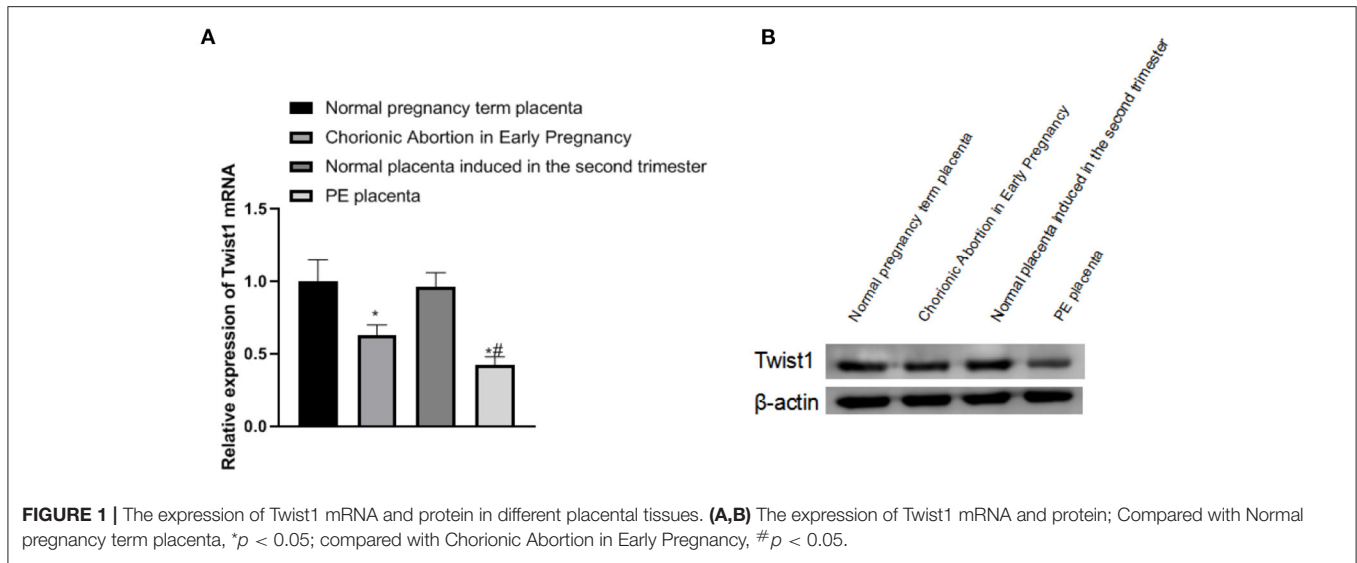 A
Normal pregnancy term placenta
Chorionic Abortion in Early Pregnancy
Normal placenta induced in the second trimester
PE placenta
Relative expression of Twist1 mRNA
1.5
1.0
0.5
0.0
*
*#
B
Normal pregnancy term placenta
Chorionic Abortion in Early Pregnancy
Normal placenta induced in the second trimester
PE placenta
Twist1
β-actin
FIGURE 1 | The expression of Twist1 mRNA and protein in different placental tissues. (A,B) The expression of Twist1 mRNA and protein; Compared with Normal
pregnancy term placenta, *p < 0.05; compared with Chorionic Abortion in Early Pregnancy, #p < 0.05.